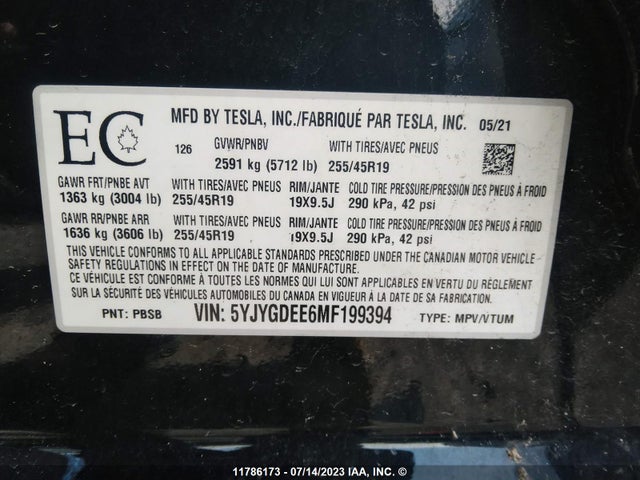 EC
MFD BY TESLA, INC./FABRIQUÉ PAR TESLA, INC. 05/21
126 GVWR/PNBV WITH TIRES/AVEC PNEUS
2591 kg (5712 lb) 255/45R19
GAWR FRT/PNBE AVT WITH TIRES/AVEC PNEUS RIM/JANTE COLD TIRE PRESSURE/PRESSION DES PNEUS À FROID
1363 kg (3004 lb) 255/45R19 19X9.5J 290 kPa, 42 psi
GAWR RR/PNBE ARR WITH TIRES/AVEC PNEUS RIM/JANTE COLD TIRE PRESSURE/PRESSION DES PNEUS À FROID
1636 kg (3606 lb) 255/45R19 19X9.5J 290 kPa, 42 psi
THIS VEHICLE CONFORMS TO ALL APPLICABLE STANDARDS PRESCRIBED UNDER THE CANADIAN MOTOR VEHICLE
SAFETY REGULATIONS IN EFFECT ON THE DATE OF MANUFACTURE.
CE VÉHICULE EST CONFORME À TOUTES LES NORMES QUI LUI SONT APPLICABLES EN VERTU DU RÈGLEMENT
SUR LA SÉCURITÉ DES VÉHICULES AUTOMOBILES DU CANADA EN VIGUEUR À LA DATE DE SA FABRICATION.
PNT: PBSB VIN: 5YJYGDEE6MF199394 TYPE: MPV/VTUM
11786173 - 07/14/2023 IAA, INC. ©